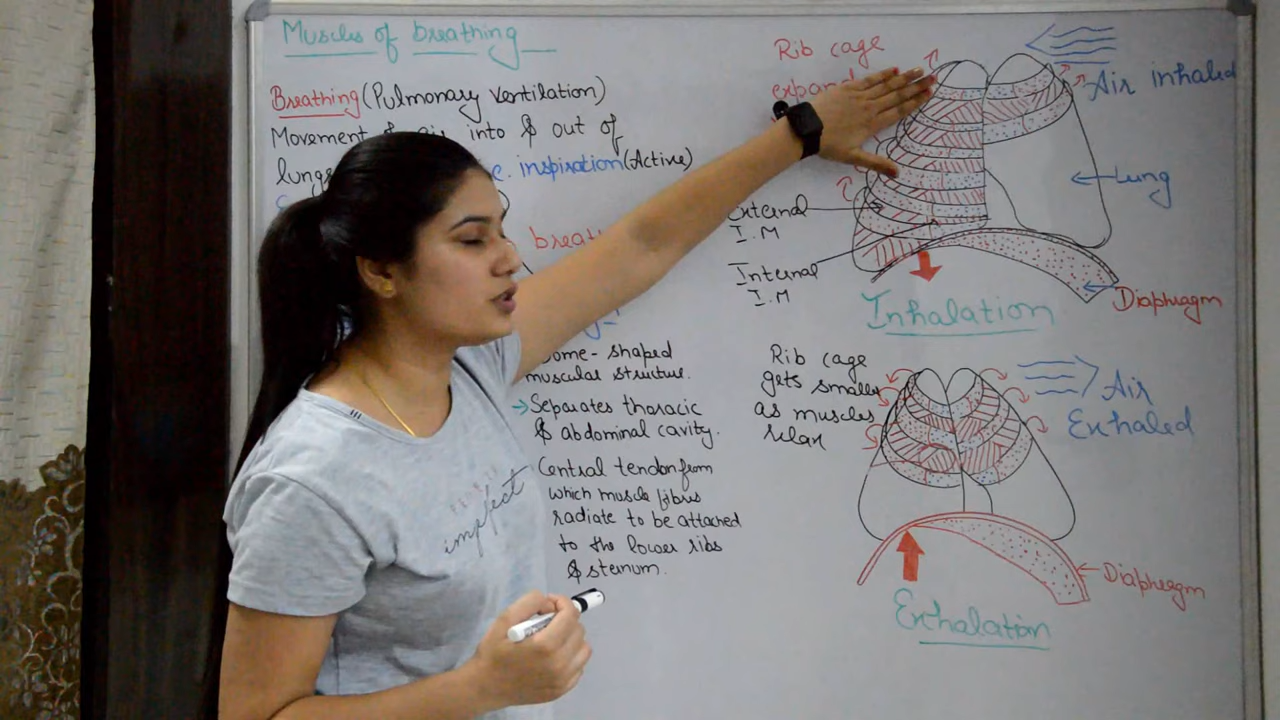 Muscles of breathing
Breathing (Pulmonary Ventilation)
Movement air into & out of
lungs inspiration (Active)
breat
Dome-shaped
muscular structure.
→ Separates thoracic
& abdominal cavity.
Central tendon from
which muscle fibres
radiate to be attached
to the lower ribs
& sternum.
imperfect
Rib cage
expand
Air inhaled
Lung
External
I.M
Internal
I.M
Diaphragm
Inhalation
Rib cage
gets smaller
as muscles
relax
Air
Exhaled
Diaphragm
Exhalation